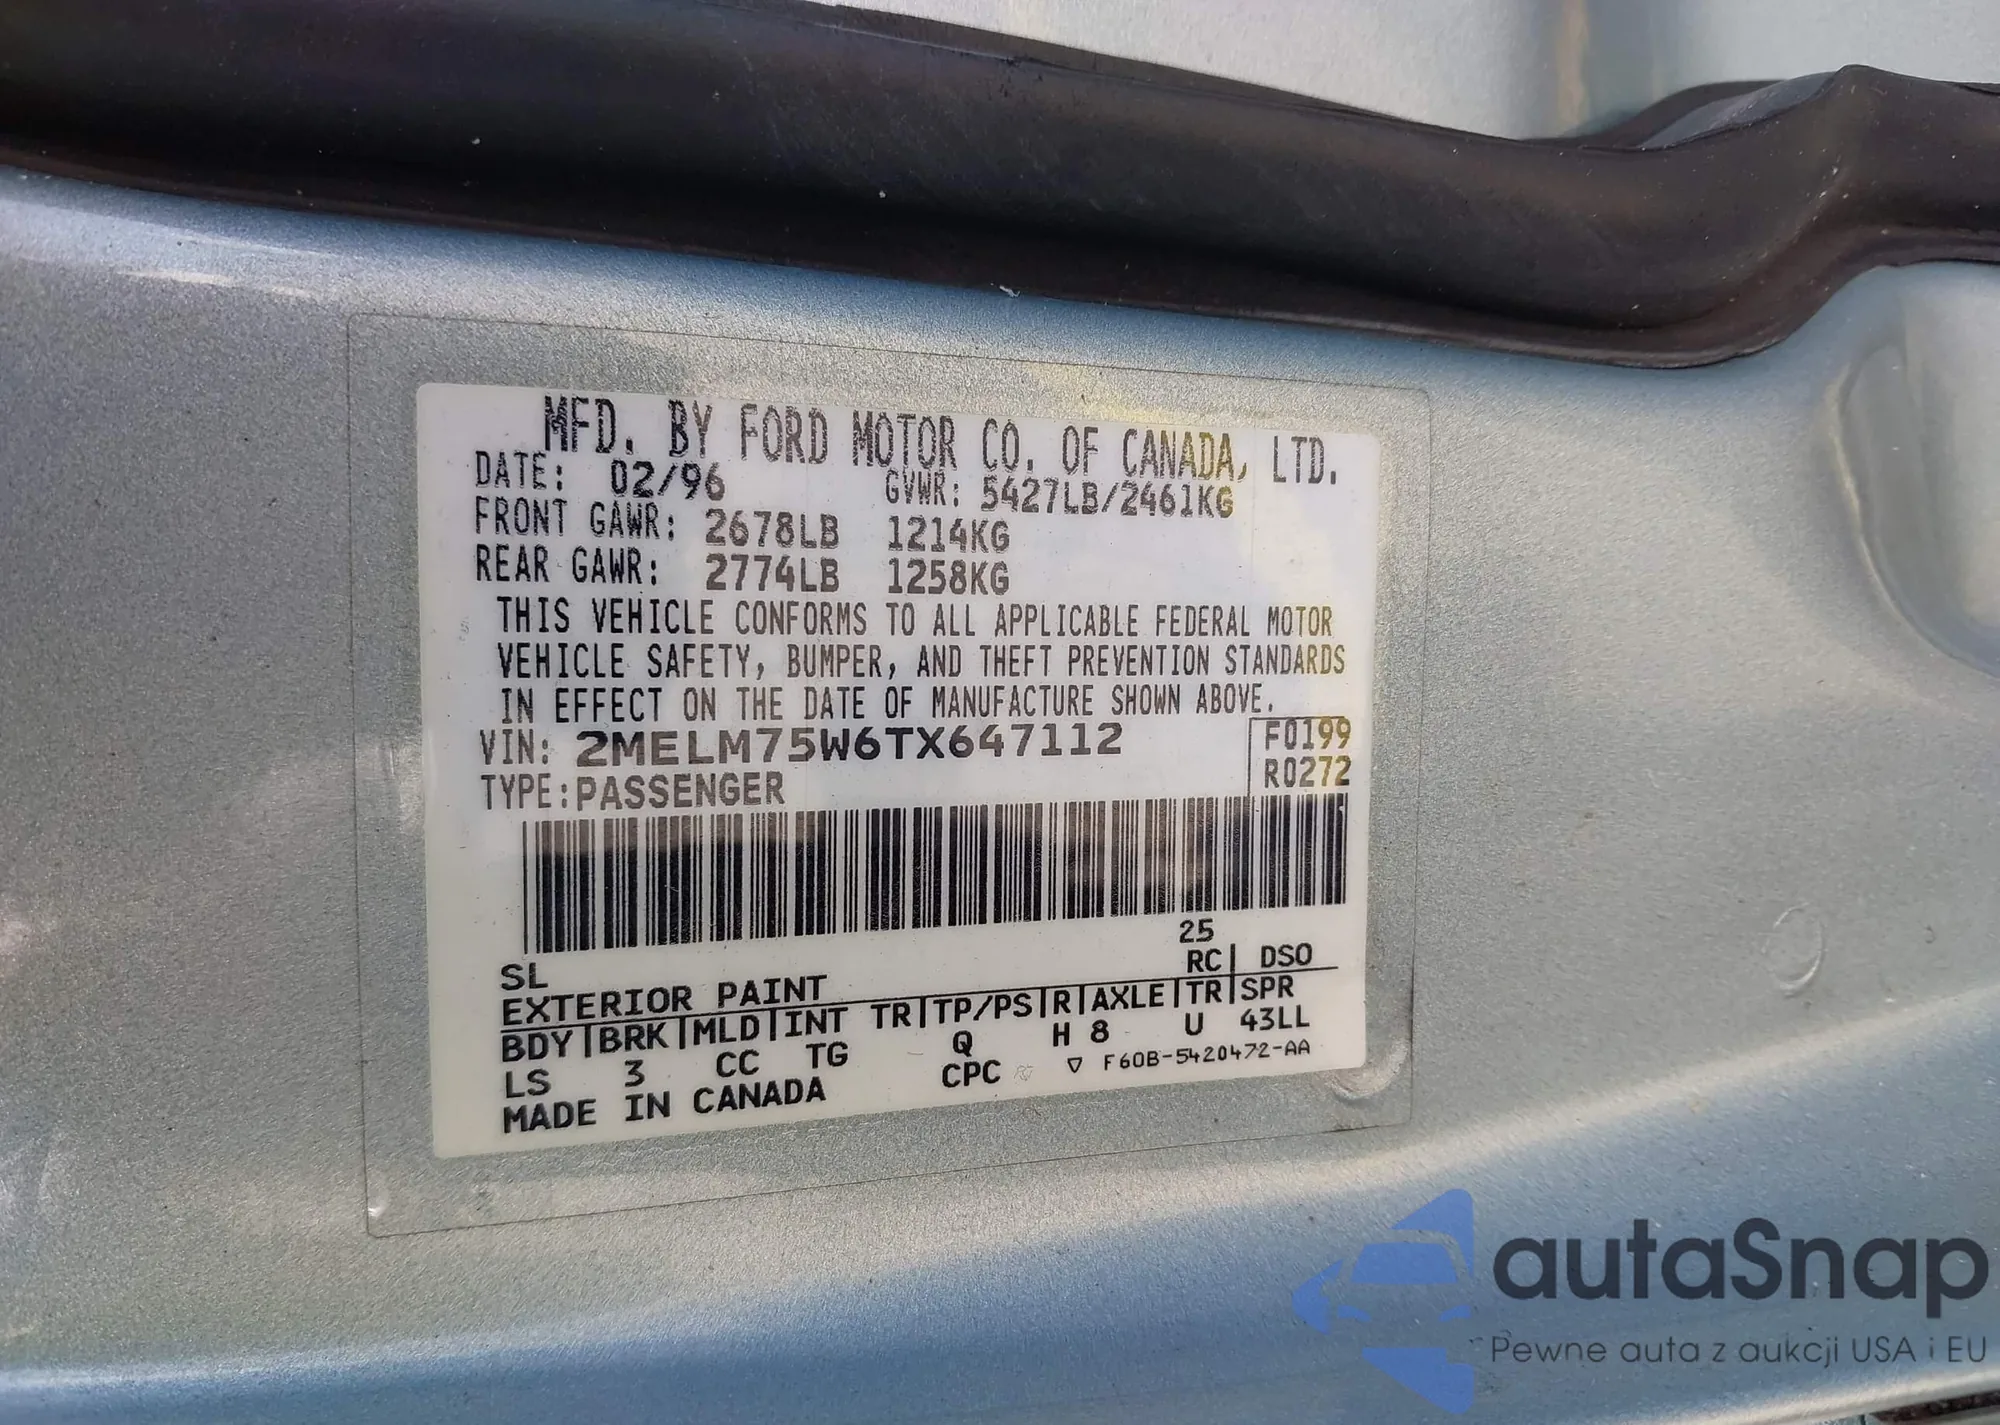 MFD. BY FORD MOTOR CO. OF CANADA, LTD.
DATE: 02/96 GVWR: 5427LB/2461KG
FRONT GAWR: 2678LB 1214KG
REAR GAWR: 2774LB 1258KG
THIS VEHICLE CONFORMS TO ALL APPLICABLE FEDERAL MOTOR
VEHICLE SAFETY, BUMPER, AND THEFT PREVENTION STANDARDS
IN EFFECT ON THE DATE OF MANUFACTURE SHOWN ABOVE.
VIN: 2MELM75W6TX647112 F0199
TYPE: PASSENGER R0272
25
SL RC| DSO
EXTERIOR PAINT
BDY|BRK|MLD|INT TR|TP/PS|R|AXLE|TR|SPR
LS 3 CC TG Q H 8 U 43LL
MADE IN CANADA CPC ▽ F60B-5420472-AA
autaSnap
Pewne auta z aukcji USA i EU